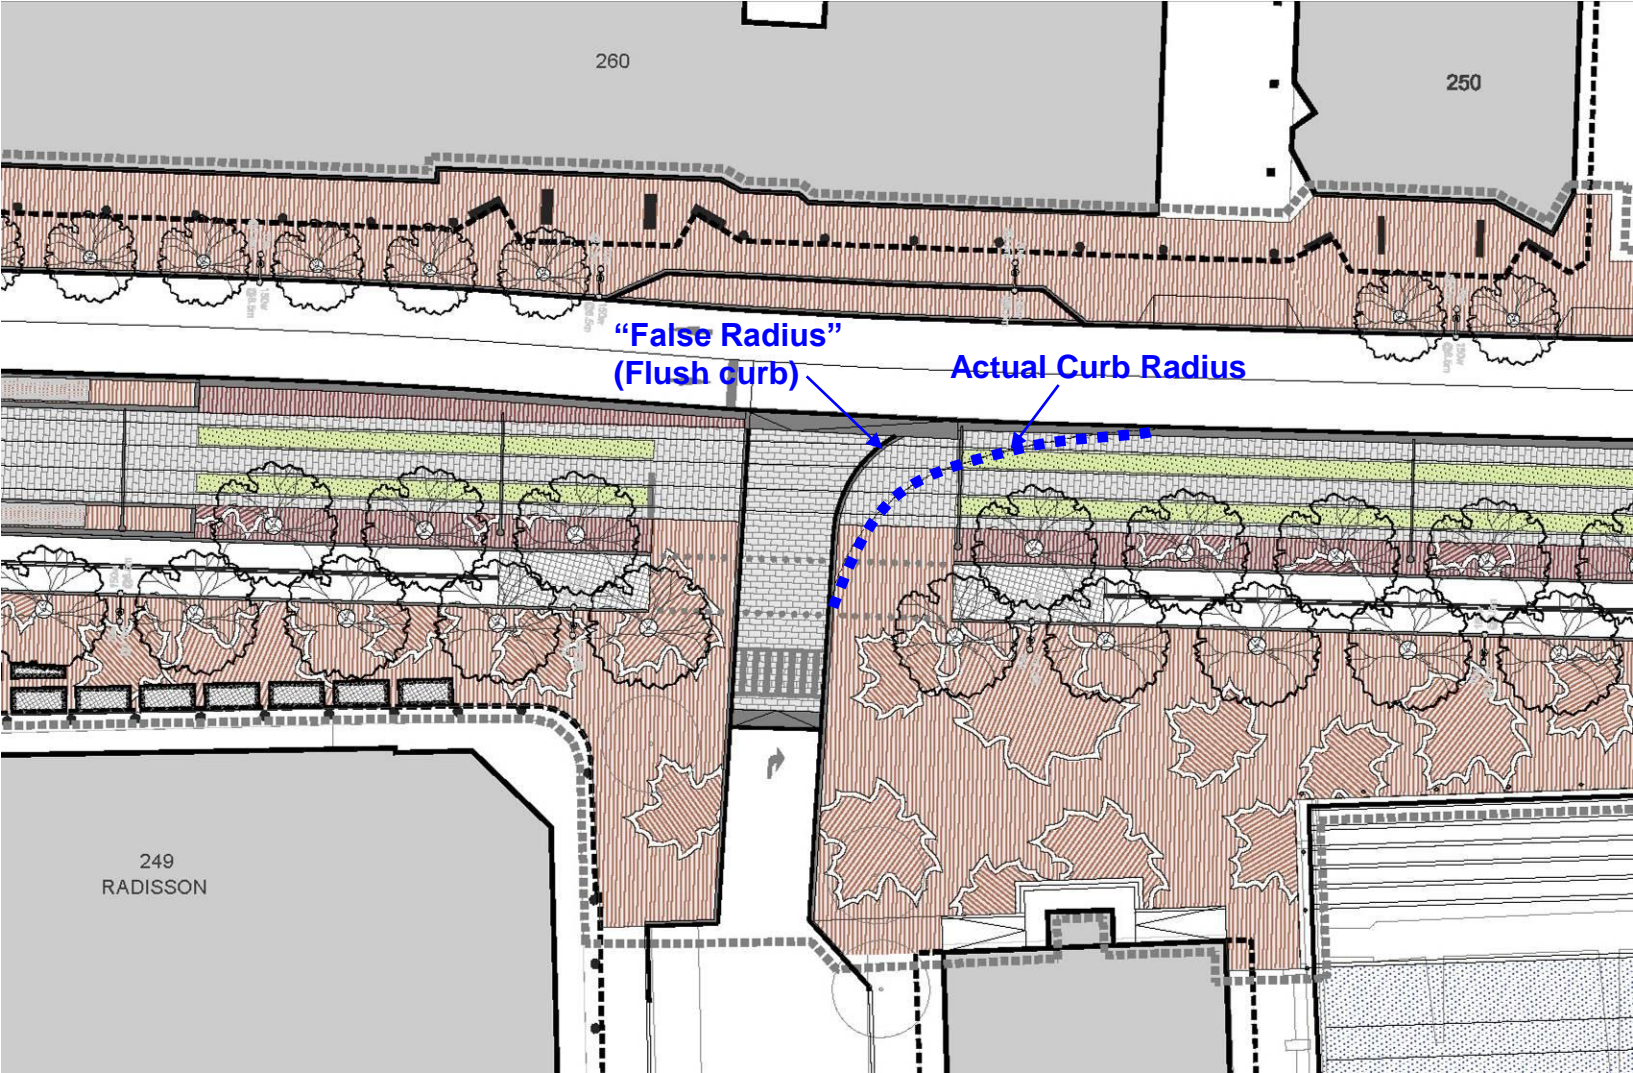 260
250
“False Radius”
(Flush curb)
Actual Curb Radius
249
RADISSON